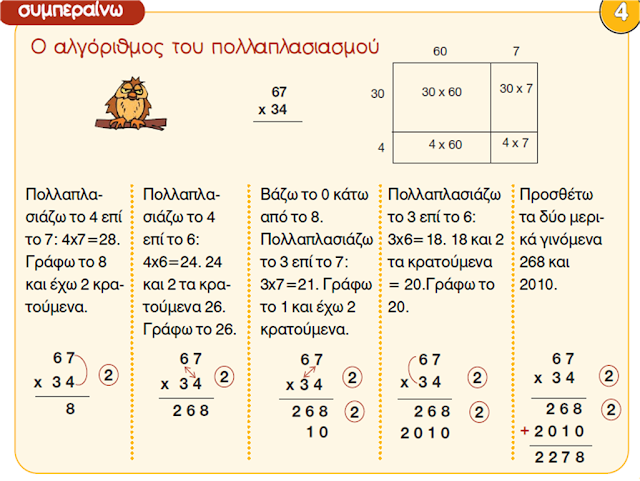 συμπεραίνω
4
Ο αλγόριθμος του πολλαπλασιασμού
67
x 34
60 7
30 30 x 60 30 x 7
4 4 x 60 4 x 7
Πολλαπλα-
σιάζω το 4 επί
το 7: 4x7=28.
Γράφω το 8
και έχω 2 κρα-
τούμενα.
67
x 34 2
8
Πολλαπλα-
σιάζω το 4
επί το 6:
4x6=24. 24
και 2 τα κρα-
τούμενα 26.
Γράφω το 26.
67
x 34 2
268
Βάζω το 0 κάτω
από το 8.
Πολλαπλασιάζω
το 3 επί το 7:
3x7=21. Γράφω
το 1 και έχω 2
κρατούμενα.
67
x 34 2
268 2
10
Πολλαπλασιάζω
το 3 επί το 6:
3x6=18. 18 και 2
τα κρατούμενα
= 20.Γράφω το
20.
67
x 34 2
268 2
2010
Προσθέτω
τα δύο μερι-
κά γινόμενα
268 και
2010.
67
x 34 2
268 2
+ 2010
2278